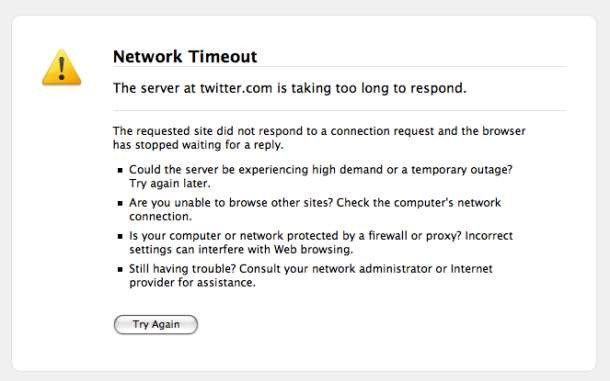 Network Timeout
The server at twitter.com is taking too long to respond.
The requested site did not respond to a connection request and the browser
has stopped waiting for a reply.
Could the server be experiencing high demand or a temporary outage?
Try again later.
Are you unable to browse other sites? Check the computer's network
connection.
Is your computer or network protected by a firewall or proxy? Incorrect
settings can interfere with Web browsing.
Still having trouble? Consult your network administrator or Internet
provider for assistance.
Try Again